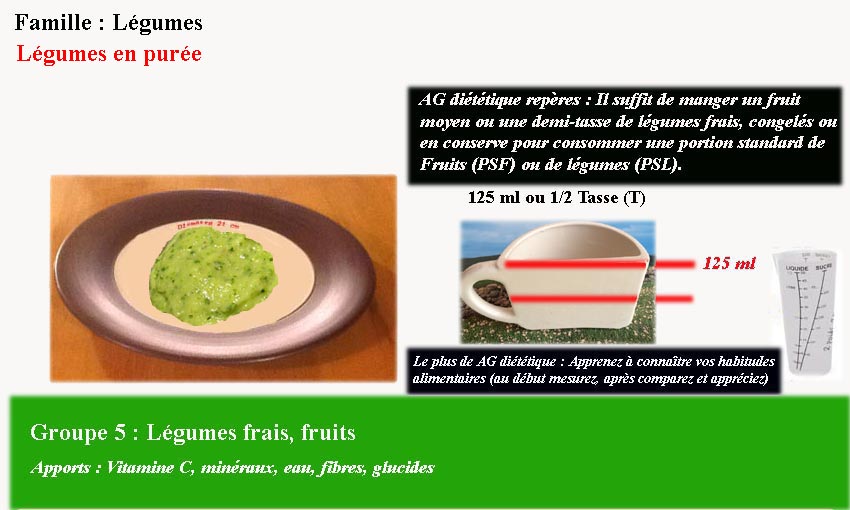 Famille : Légumes
Légumes en purée
AG diététique repères : Il suffit de manger un fruit
moyen ou une demi-tasse de légumes frais, congelés ou
en conserve pour consommer une portion standard de
Fruits (PSF) ou de légumes (PSL).
125 ml ou 1/2 Tasse (T)
Diamètre 21 cm
125 ml
LIQUIDE SUCRE
Le plus de AG diététique : Apprenez à connaître vos habitudes
alimentaires (au début mesurez, après comparez et appréciez)
Groupe 5 : Légumes frais, fruits
Apports : Vitamine C, minéraux, eau, fibres, glucides